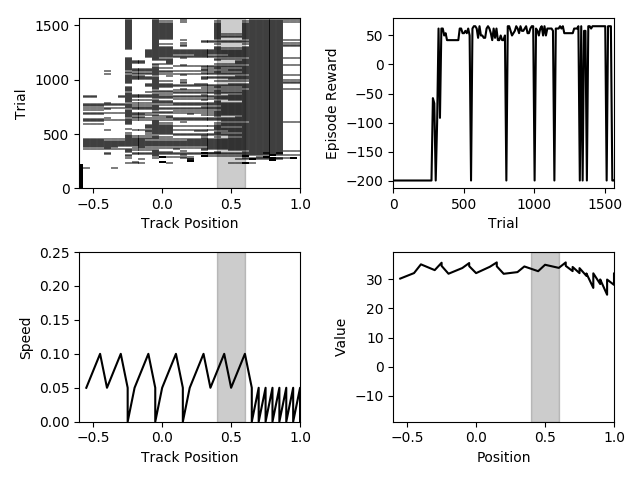 1500
1000
500
0
Trial
−0.5 0.0 0.5 1.0
Track Position
50
0
−50
−100
−150
−200
Episode Reward
0 500 1000 1500
Trial
0.25
0.20
0.15
0.10
0.05
0.00
Speed
−0.5 0.0 0.5 1.0
Track Position
30
20
10
0
−10
Value
−0.5 0.0 0.5 1.0
Position